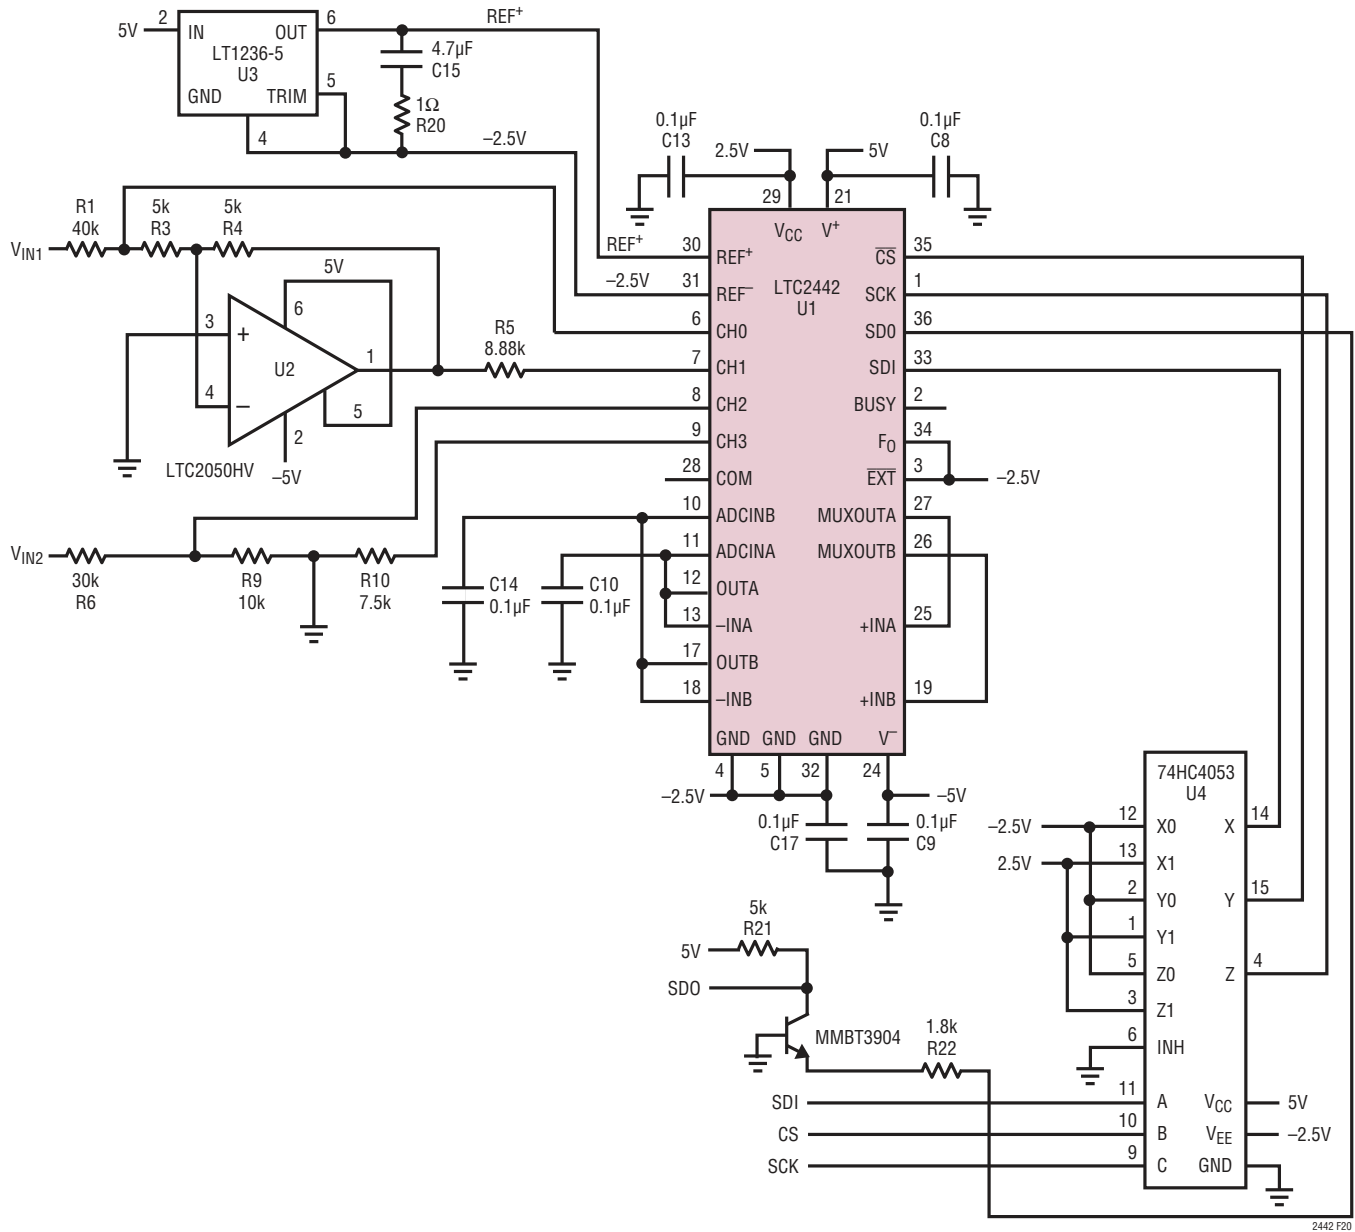 2 6 REF⁺
5V IN OUT
LT1236-5
U3
4.7µF
C15
5
GND TRIM
1Ω
R20
4 –2.5V
0.1µF
C13
2.5V
0.1µF
C8
5V
29 21
R1
40k
5k
R3
5k
R4
VIN1
VCC V⁺
LTC2442
U1
REF⁺ 30 REF⁺
–2.5V 31 REF⁻
6 CH0
7 CH1
8 CH2
9 CH3
28 COM
10 ADCINB
11 ADCINA
12 OUTA
13 –INA
17 OUTB
18 –INB
CS 35
SCK 1
SD0 36
SDI 33
BUSY 2
FO 34
EXT 3 –2.5V
MUXOUTA 27
MUXOUTB 26
+INA 25
+INB 19
GND GND GND V⁻
4 5 32 24
–2.5V –5V
5V
6
3 +
U2
1
4 –
5
2
–5V
LTC2050HV
R5
8.88k
VIN2
30k
R6
R9
10k
R10
7.5k
C14
0.1µF
C10
0.1µF
0.1µF
C17
0.1µF
C9
74HC4053
U4
–2.5V 12 X0 X 14
2.5V 13 X1
2 Y0 Y 15
1 Y1
5 Z0 Z 4
3 Z1
6 INH
11 A VCC 5V
10 B VEE –2.5V
9 C GND
5k
R21
5V
SDO
MMBT3904
1.8k
R22
SDI
CS
SCK
2442 F20